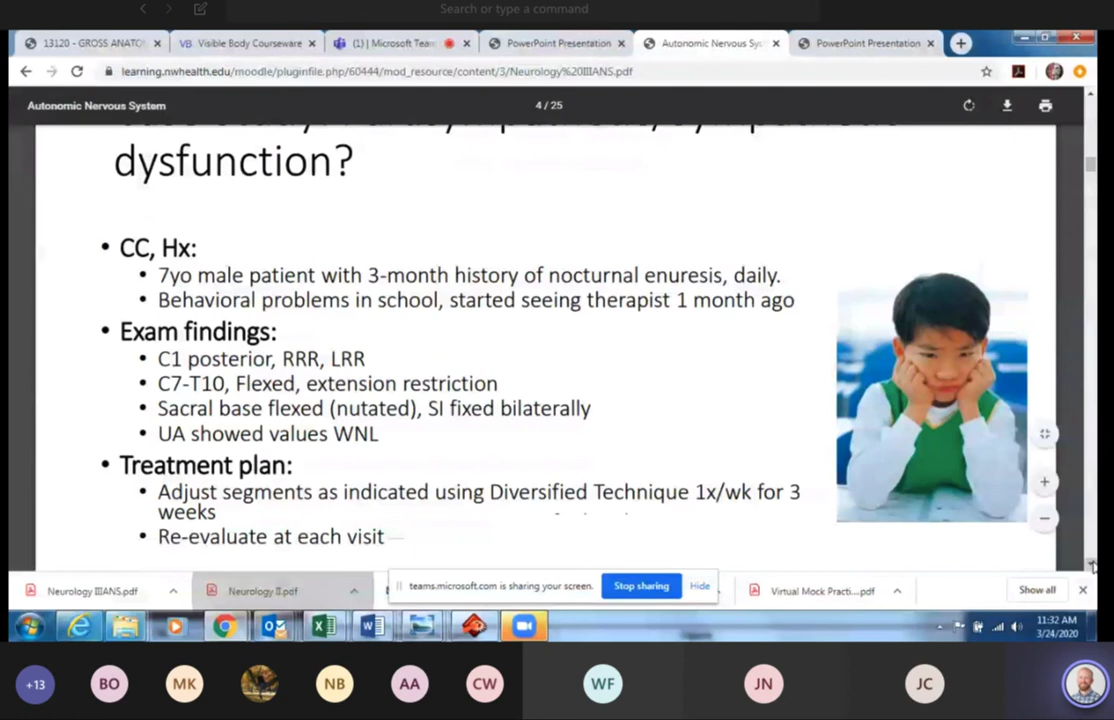 Search or type a command
13120 - GROSS ANATO
VB. Visible Body Courseware
(1) | Microsoft Team
PowerPoint Presentation
Autonomic Nervous Sys
PowerPoint Presentation
learning.nwhealth.edu/moodle/pluginfile.php/60444/mod_resource/content/3/Neurology%20IIIANS.pdf
Autonomic Nervous System
4 / 25
dysfunction?
• CC, Hx:
• 7yo male patient with 3-month history of nocturnal enuresis, daily.
• Behavioral problems in school, started seeing therapist 1 month ago
• Exam findings:
• C1 posterior, RRR, LRR
• C7-T10, Flexed, extension restriction
• Sacral base flexed (nutated), SI fixed bilaterally
• UA showed values WNL
• Treatment plan:
• Adjust segments as indicated using Diversified Technique 1x/wk for 3
weeks
• Re-evaluate at each visit
Neurology IIIANS.pdf
Neurology II.pdf
teams.microsoft.com is sharing your screen.
Stop sharing
Hide
Virtual Mock Practi....pdf
Show all
11:32 AM
3/24/2020
+13
BO
MK
NB
AA
CW
WF
JN
JC